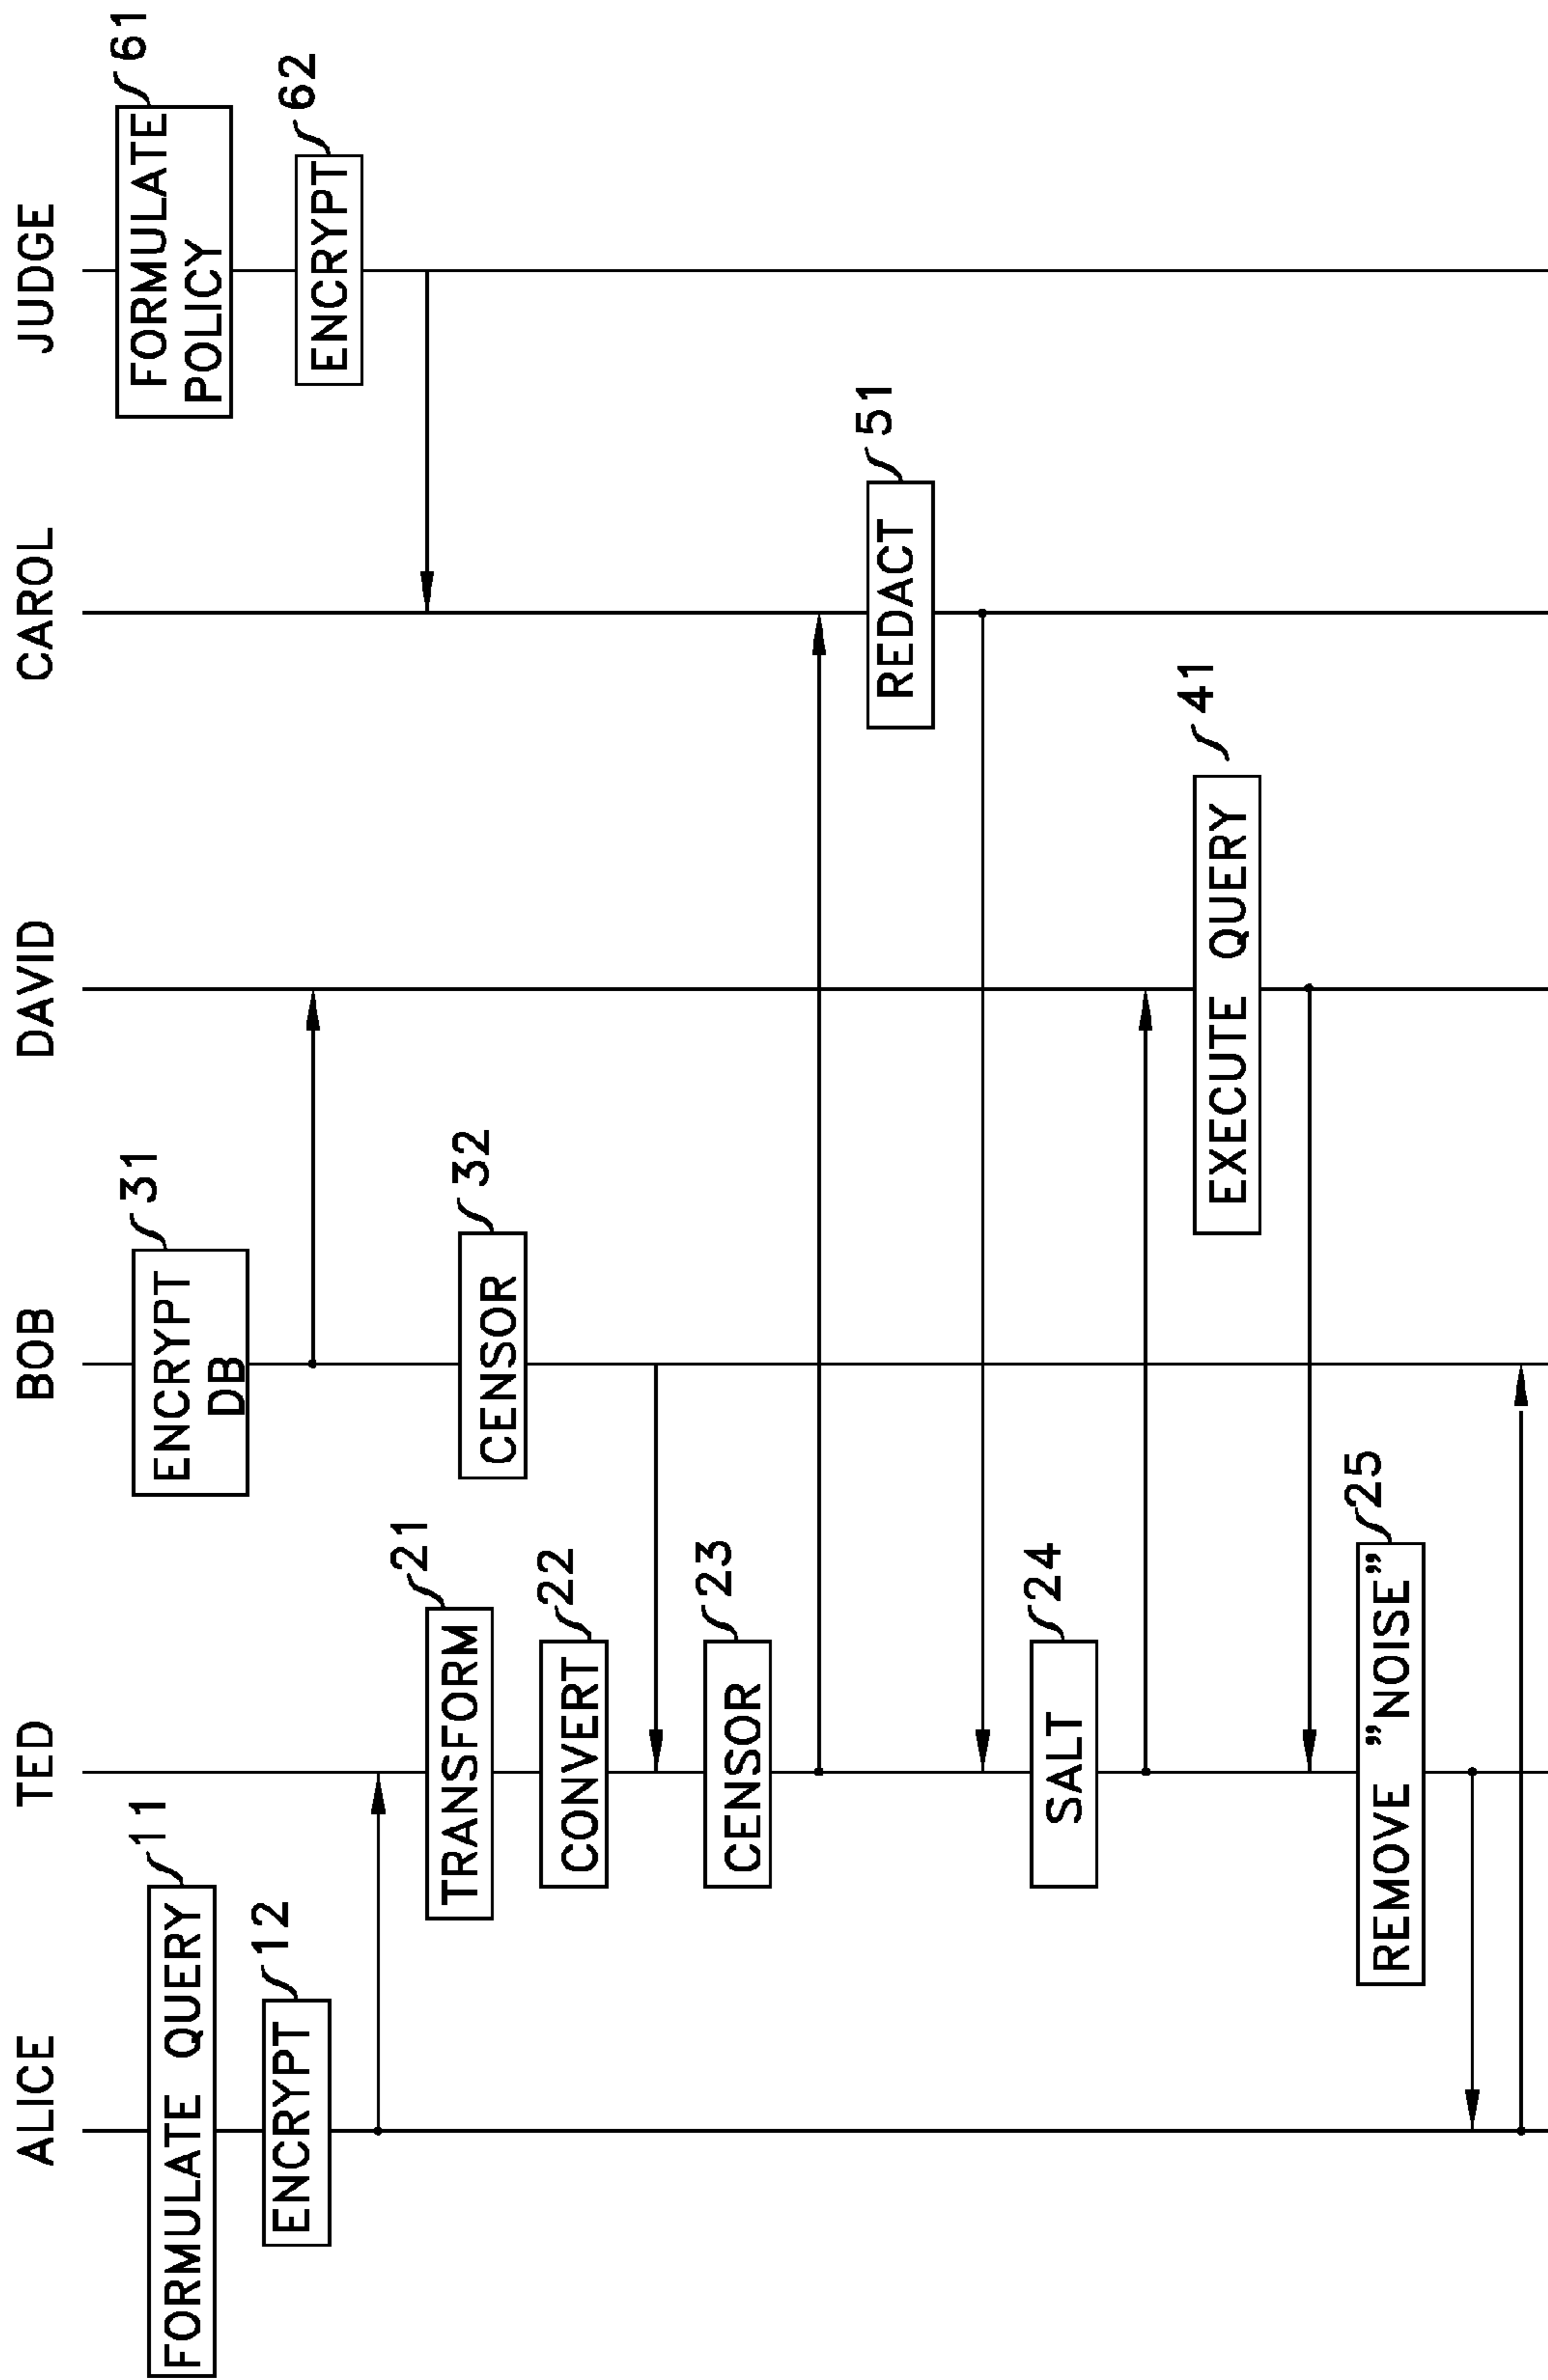 ALICE
TED
BOB
DAVID
CAROL
JUDGE
FORMULATE QUERY
11
ENCRYPT
12
TRANSFORM
21
CONVERT
22
CENSOR
23
SALT
24
REMOVE "NOISE"
25
ENCRYPT
DB
31
CENSOR
32
EXECUTE QUERY
41
REDACT
51
FORMULATE
POLICY
61
ENCRYPT
62